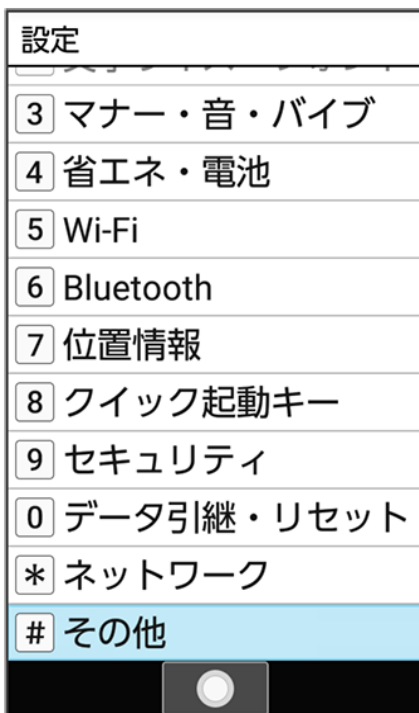 設定
3 マナー・音・バイブ
4 省エネ・電池
5 Wi-Fi
6 Bluetooth
7 位置情報
8 クイック起動キー
9 セキュリティ
0 データ引継・リセット
* ネットワーク
# その他